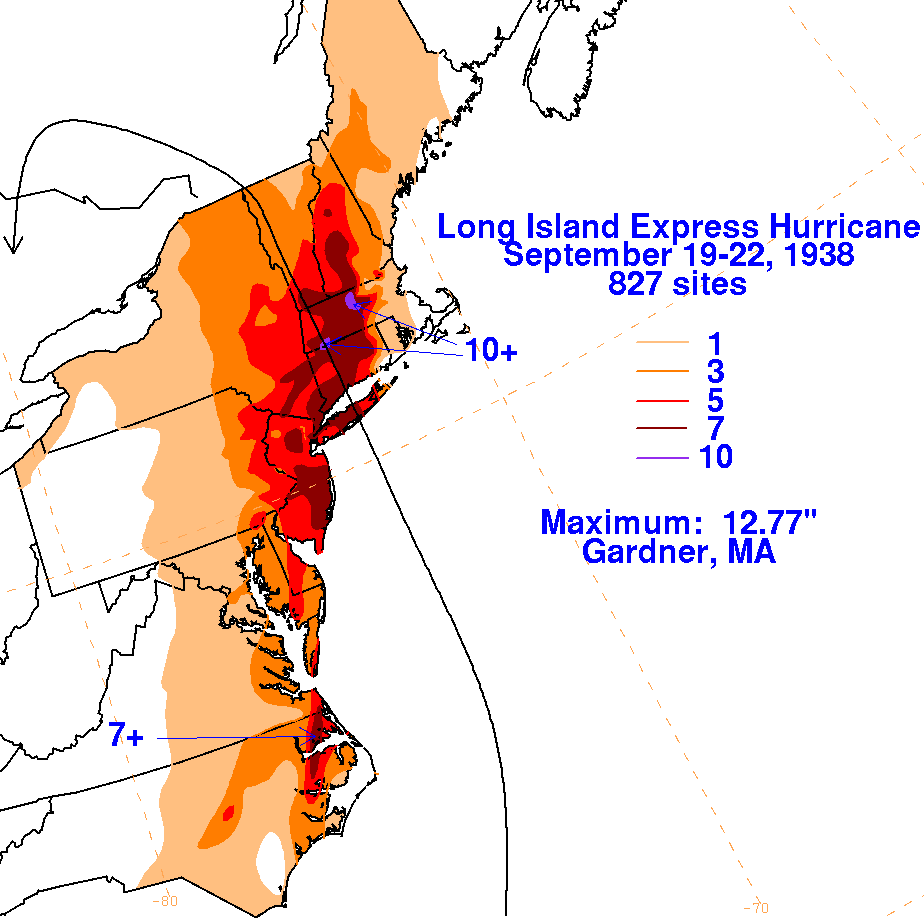 Long Island Express Hurricane
September 19-22, 1938
827 sites
1
3
10+
5
7
10
Maximum: 12.77"
Gardner, MA
7+
-80
-70